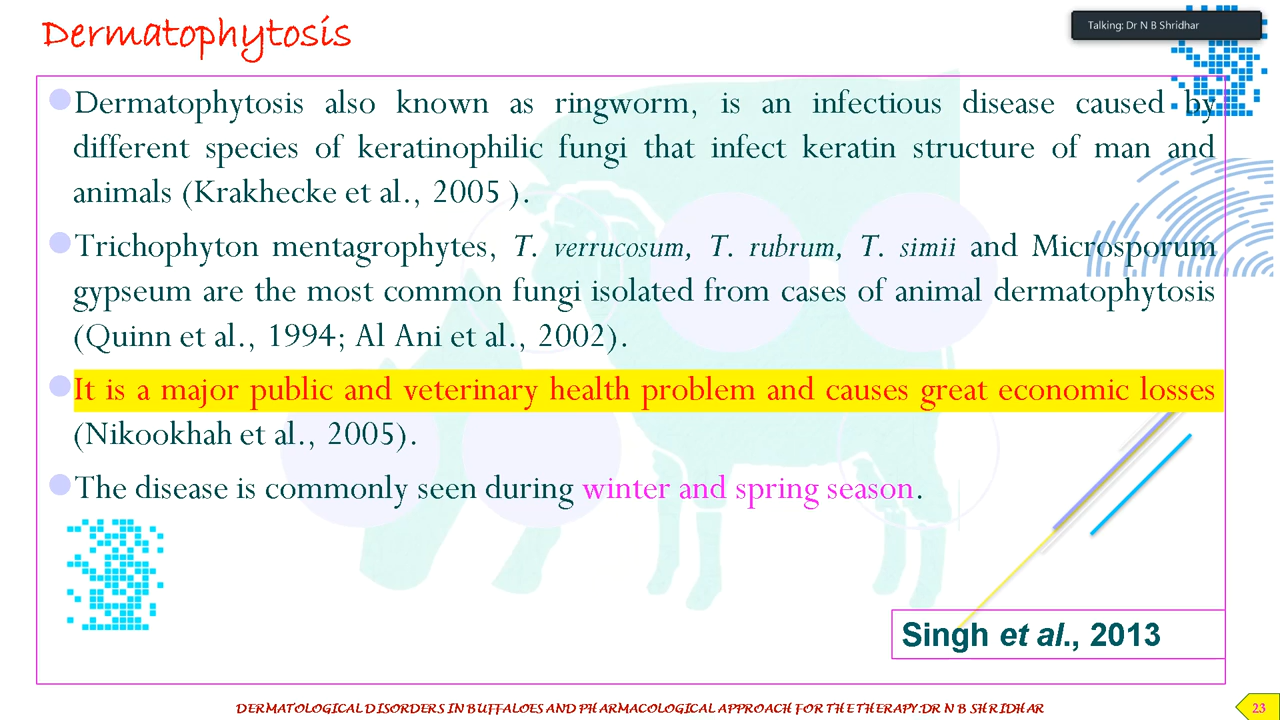 Dermatophytosis
Talking: Dr N B Shridhar
Dermatophytosis also known as ringworm, is an infectious disease caused by
different species of keratinophilic fungi that infect keratin structure of man and
animals (Krakhecke et al., 2005 ).
Trichophyton mentagrophytes, T. verrucosum, T. rubrum, T. simii and Microsporum
gypseum are the most common fungi isolated from cases of animal dermatophytosis
(Quinn et al., 1994; Al Ani et al., 2002).
It is a major public and veterinary health problem and causes great economic losses
(Nikookhah et al., 2005).
The disease is commonly seen during winter and spring season.
Singh et al., 2013
DERMATOLOGICAL DISORDERS IN BUFFALOES AND PHARMACOLOGICAL APPROACH FOR THE THERAPY:DR N B SHRIDHAR
23